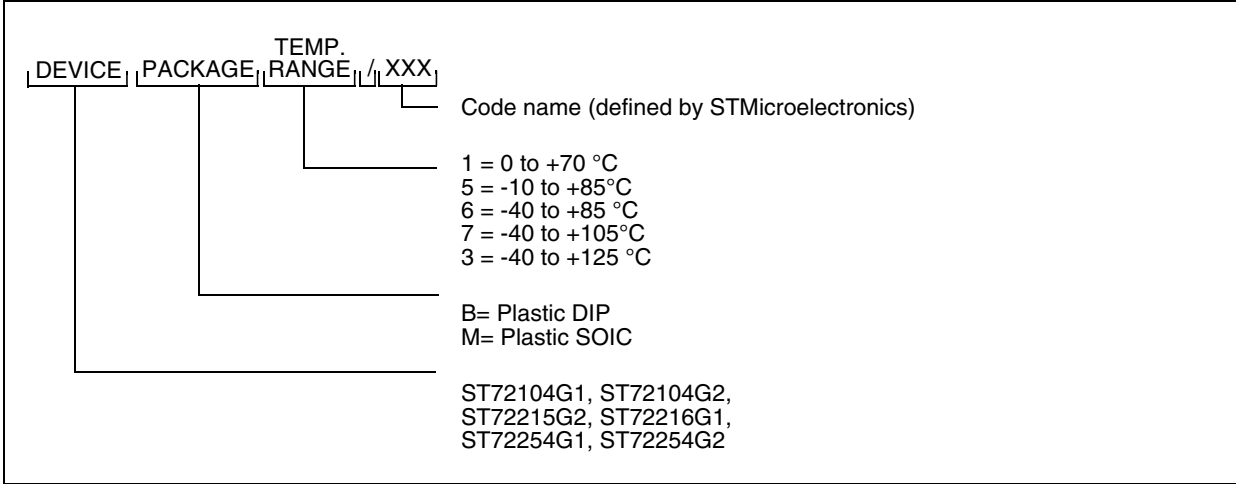 TEMP.
DEVICE PACKAGE RANGE / XXX
Code name (defined by STMicroelectronics)
1 = 0 to +70 °C
5 = -10 to +85°C
6 = -40 to +85 °C
7 = -40 to +105°C
3 = -40 to +125 °C
B= Plastic DIP
M= Plastic SOIC
ST72104G1, ST72104G2,
ST72215G2, ST72216G1,
ST72254G1, ST72254G2